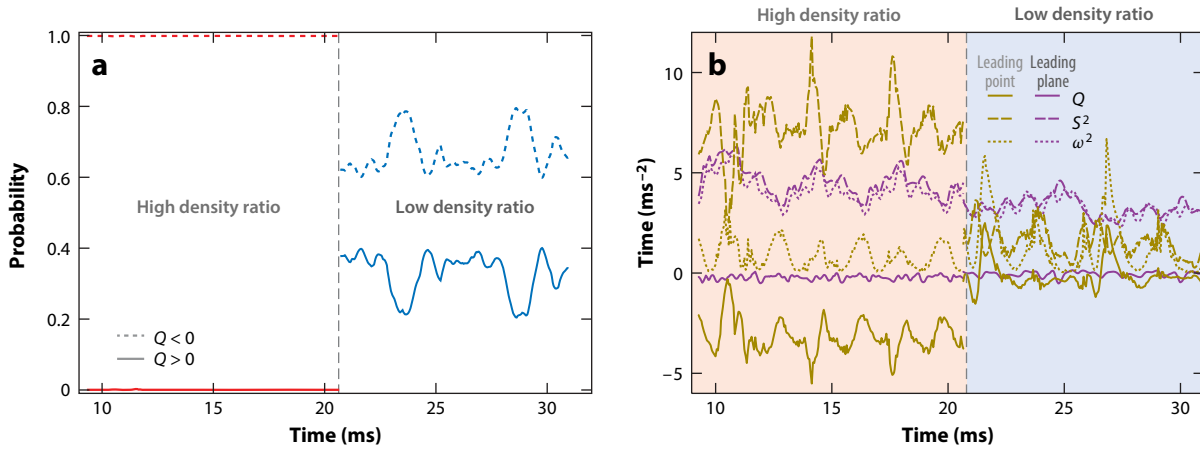 a
1.0
0.8
0.6
0.4
0.2
0
Probability
High density ratio
Low density ratio
Q < 0
Q > 0
10
15
20
25
30
Time (ms)
High density ratio
Low density ratio
b
Leading point
Leading plane
Q
S²
ω²
10
5
0
−5
Time (ms⁻²)
10
15
20
25
30
Time (ms)